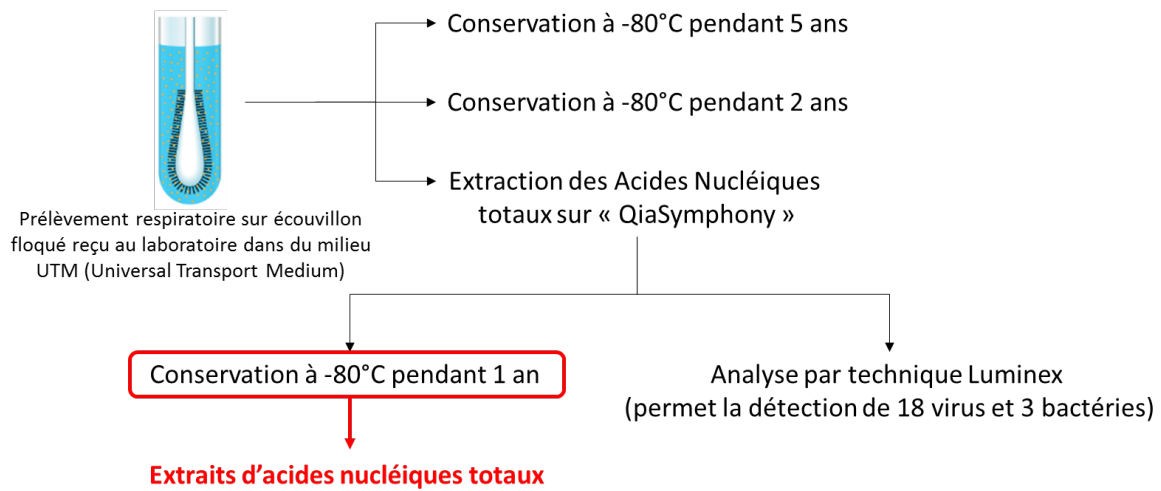 Conservation à -80°C pendant 5 ans
Conservation à -80°C pendant 2 ans
Extraction des Acides Nucléiques
totaux sur « QiaSymphony »
Prélèvement respiratoire sur écouvillon
floqué reçu au laboratoire dans du milieu
UTM (Universal Transport Medium)
Conservation à -80°C pendant 1 an
Analyse par technique Luminex
(permet la détection de 18 virus et 3 bactéries)
Extraits d’acides nucléiques totaux